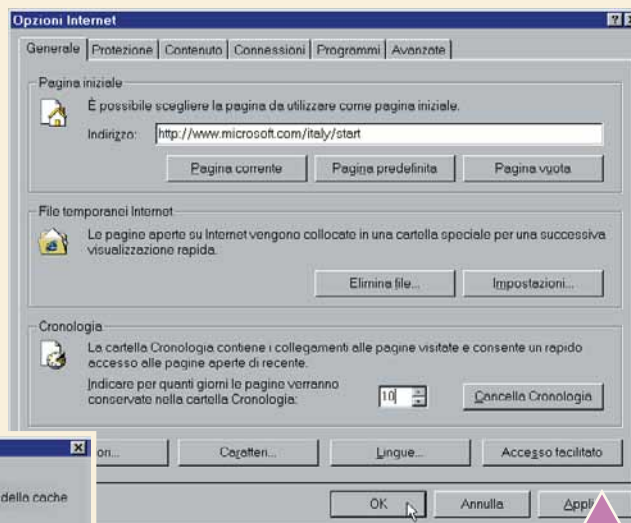 Opzioni Internet
Generale Protezione Contenuto Connessioni Programmi Avanzate
Pagina iniziale
È possibile scegliere la pagina da utilizzare come pagina iniziale.
Indirizzo: http://www.microsoft.com/italy/start
Pagina corrente Pagina predefinita Pagina vuota
File temporanei Internet
Le pagine aperte su Internet vengono collocate in una cartella speciale per una successiva
visualizzazione rapida.
Elimina file... Impostazioni...
Cronologia
La cartella Cronologia contiene i collegamenti alle pagine visitate e consente un rapido
accesso alle pagine aperte di recente.
Indicare per quanti giorni le pagine verranno
conservate nella cartella Cronologia: 10 Cancella Cronologia
Caratteri... Lingue... Accesso facilitato
della cache
OK Annulla